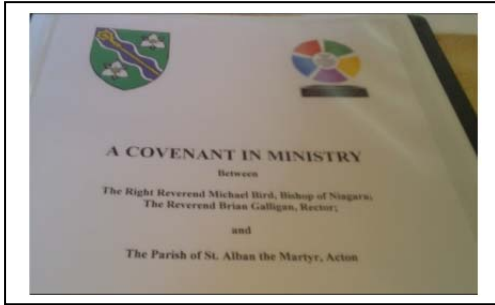 A COVENANT IN MINISTRY
Between
The Right Reverend Michael Bird, Bishop of Niagara;
The Reverend Brian Galligan, Rector;
and
The Parish of St. Alban the Martyr, Acton